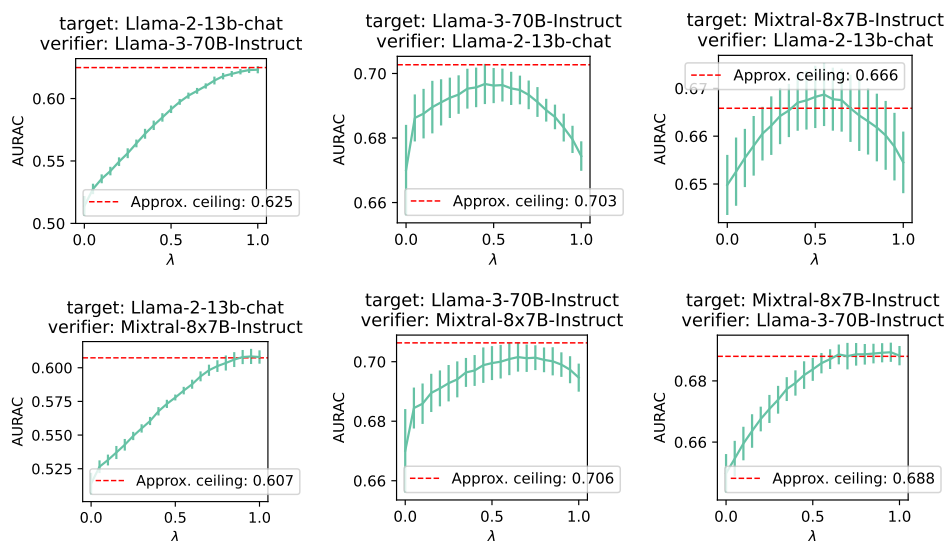 target: Llama-2-13b-chat
verifier: Llama-3-70B-Instruct
AURAC
0.60
0.55
0.50
Approx. ceiling: 0.625
0.0
0.5
1.0
λ
target: Llama-3-70B-Instruct
verifier: Llama-2-13b-chat
AURAC
0.70
0.68
0.66
Approx. ceiling: 0.703
0.0
0.5
1.0
λ
target: Mixtral-8x7B-Instruct
verifier: Llama-2-13b-chat
AURAC
Approx. ceiling: 0.666
0.67
0.66
0.65
0.0
0.5
1.0
λ
target: Llama-2-13b-chat
verifier: Mixtral-8x7B-Instruct
AURAC
0.600
0.575
0.550
0.525
Approx. ceiling: 0.607
0.0
0.5
1.0
λ
target: Llama-3-70B-Instruct
verifier: Mixtral-8x7B-Instruct
AURAC
0.70
0.68
0.66
Approx. ceiling: 0.706
0.0
0.5
1.0
λ
target: Mixtral-8x7B-Instruct
verifier: Llama-3-70B-Instruct
AURAC
0.68
0.66
Approx. ceiling: 0.688
0.0
0.5
1.0
λ